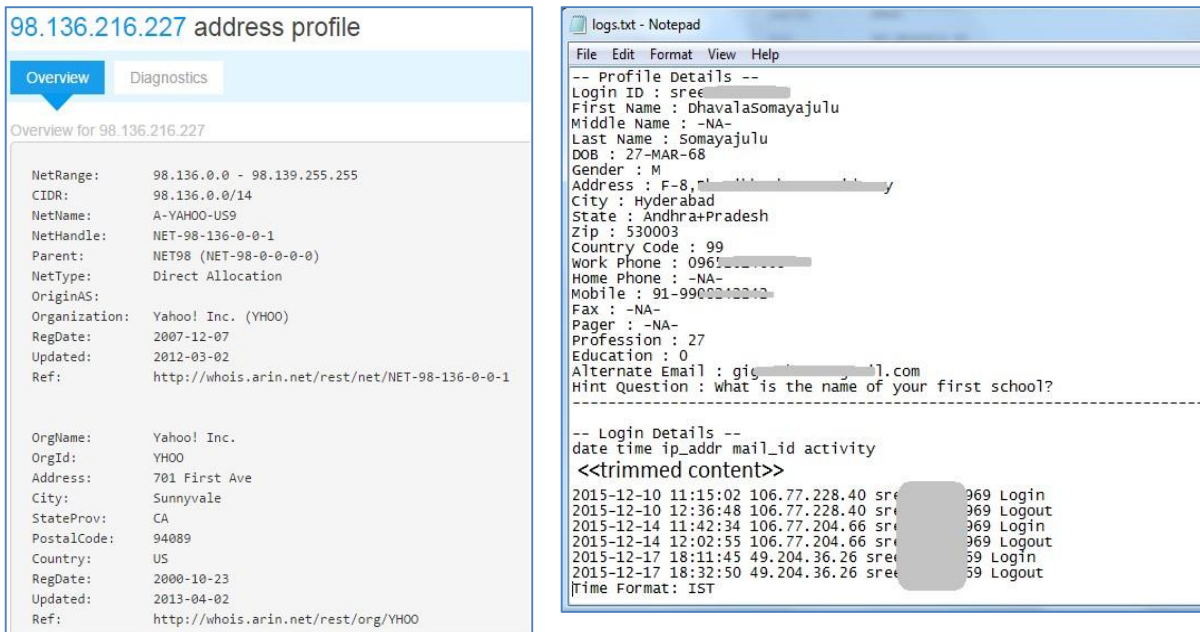 98.136.216.227 address profile
Overview Diagnostics
Overview for 98.136.216.227
NetRange: 98.136.0.0 - 98.139.255.255
CIDR: 98.136.0.0/14
NetName: A-YAHOO-US9
NetHandle: NET-98-136-0-0-1
Parent: NET98 (NET-98-0-0-0-0)
NetType: Direct Allocation
OriginAS:
Organization: Yahoo! Inc. (YHOO)
RegDate: 2007-12-07
Updated: 2012-03-02
Ref: http://whois.arin.net/rest/net/NET-98-136-0-0-1
OrgName: Yahoo! Inc.
OrgId: YHOO
Address: 701 First Ave
City: Sunnyvale
StateProv: CA
PostalCode: 94089
Country: US
RegDate: 2000-10-23
Updated: 2013-04-02
Ref: http://whois.arin.net/rest/org/YHOO
logs.txt - Notepad
File Edit Format View Help
-- Profile Details --
Login ID : sree
First Name : DhavalaSomayajulu
Middle Name : -NA-
Last Name : Somayajulu
DOB : 27-MAR-68
Gender : M
Address : F-8,
City : Hyderabad
State : Andhra+Pradesh
Zip : 530003
Country Code : 99
Work Phone :
Home Phone : -NA-
Mobile :
Fax : -NA-
Pager : -NA-
Profession : 27
Education : 0
Alternate Email : gig l.com
Hint Question : What is the name of your first school?
-- Login Details --
date time ip_addr mail_id activity
<<trimmed content>>
2015-12-10 11:15:02 106.77.228.40 sre 969 Login
2015-12-10 12:36:48 106.77.228.40 sre 969 Logout
2015-12-14 11:42:34 106.77.204.66 sre 969 Login
2015-12-14 12:02:55 106.77.204.66 sre 969 Logout
2015-12-17 18:11:45 49.204.36.26 sree 69 Login
2015-12-17 18:32:50 49.204.36.26 sree 69 Logout
Time Format: IST